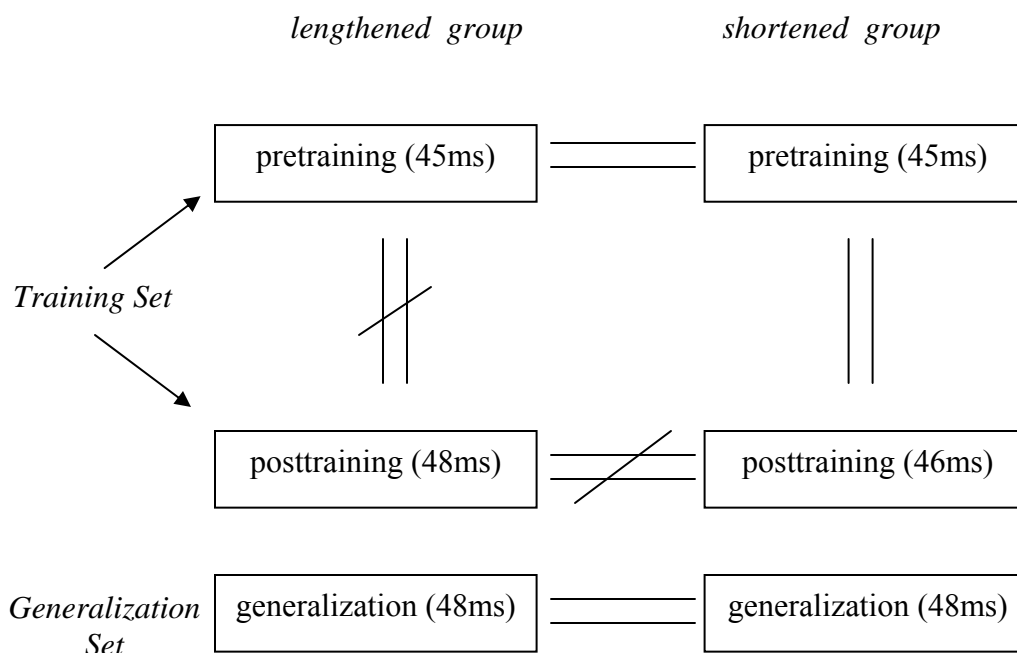 lengthened group
shortened group
pretraining (45ms)
pretraining (45ms)
Training Set
posttraining (48ms)
posttraining (46ms)
Generalization
Set
generalization (48ms)
generalization (48ms)